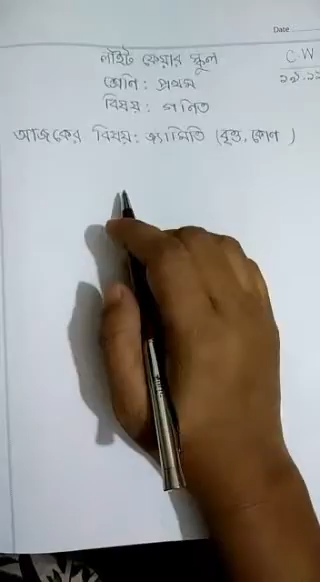 Date
C.W
লাইট ফেয়ার স্কুল
শ্রেণি : প্রথম
বিষয় : গণিত
আজকের বিষয় : জ্যামিতি (বৃত্ত, কোণ )